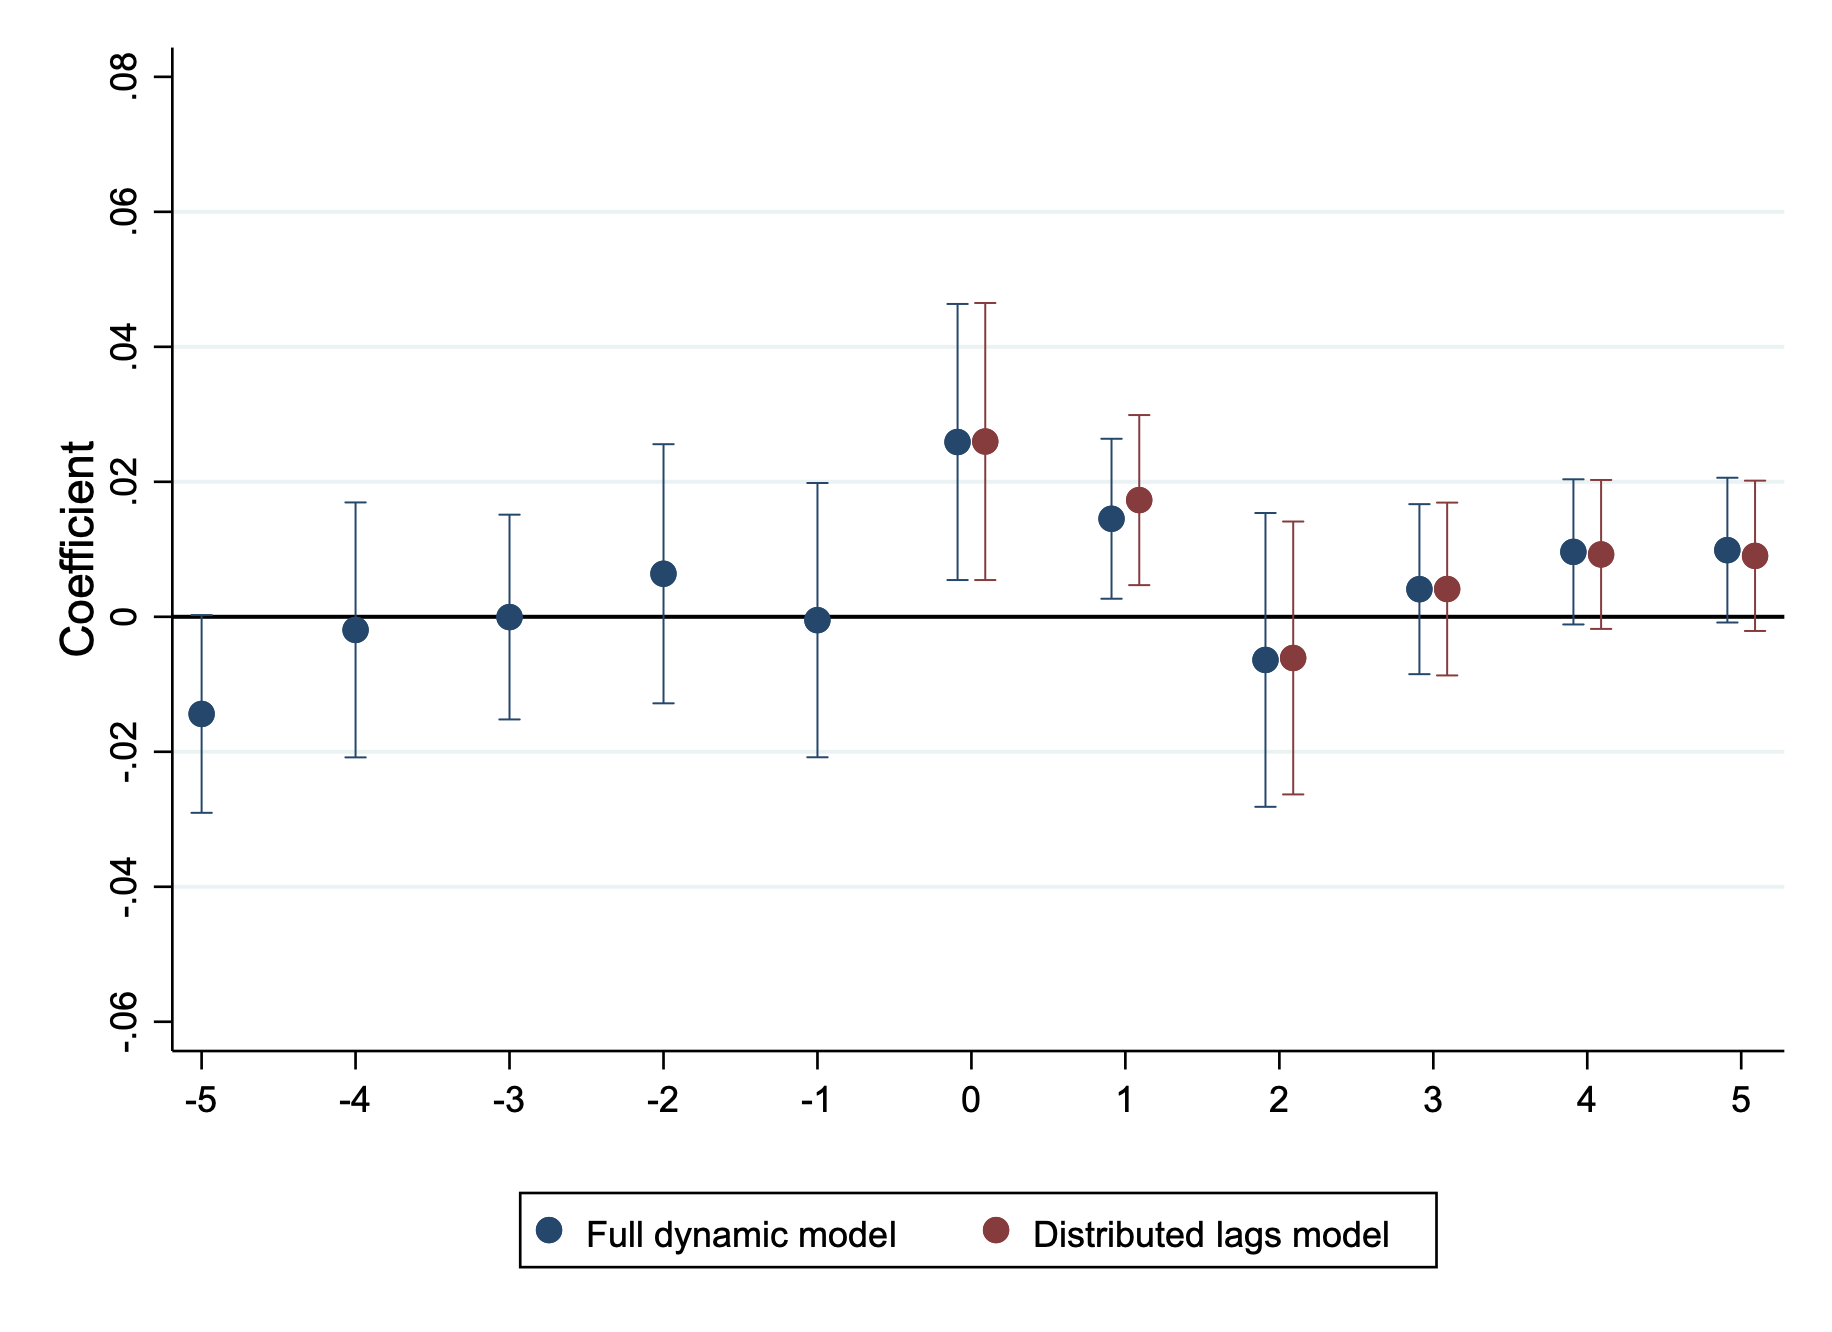 .08
.06
.04
.02
0
-.02
-.04
-.06
Coefficient
-5 -4 -3 -2 -1 0 1 2 3 4 5
Full dynamic model Distributed lags model